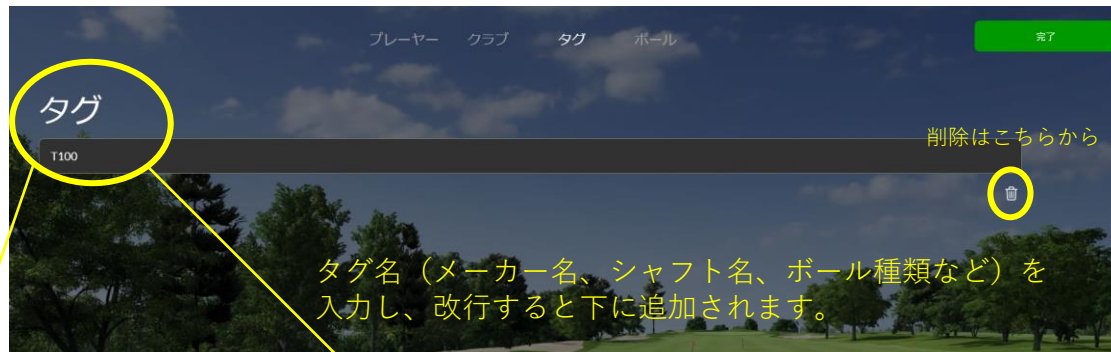 プレーヤー クラブ タグ ボール
完了
タグ
削除はこちらから
T100
タグ名（メーカー名、シャフト名、ボール種類など）を
入力し、改行すると下に追加されます。